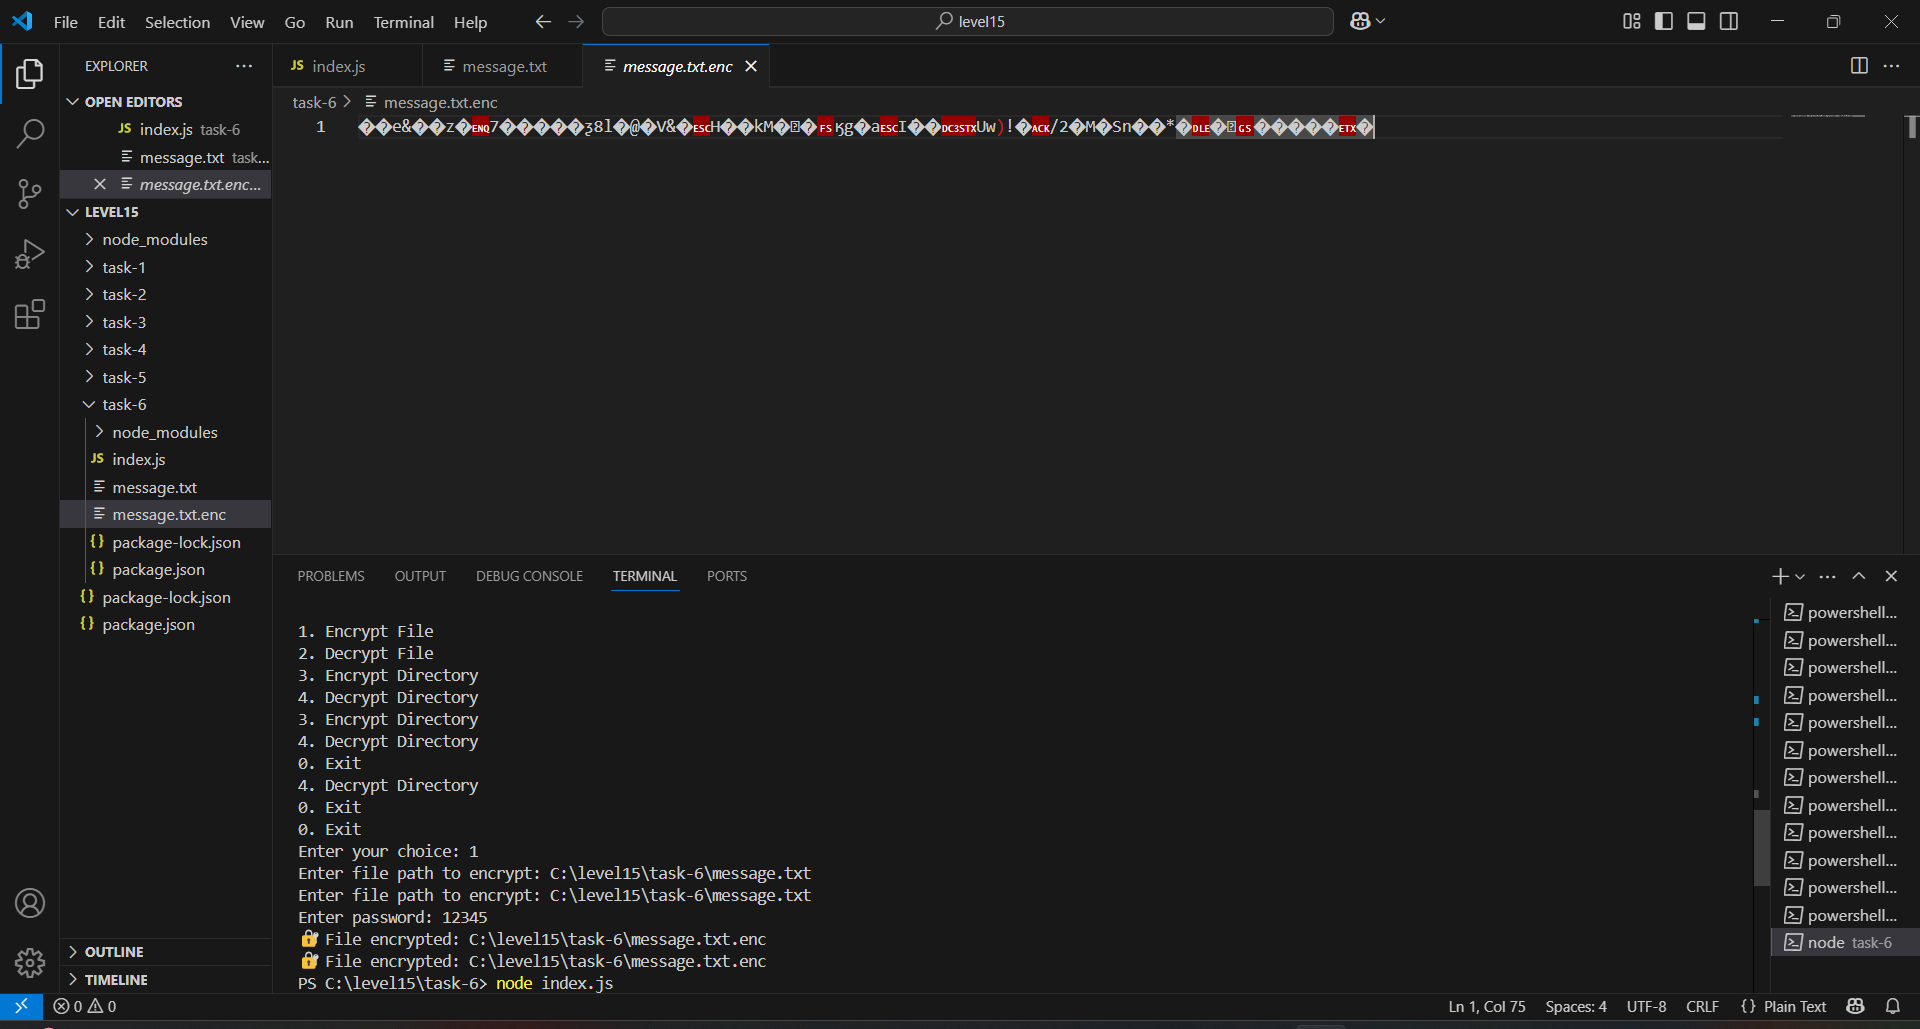 File Edit Selection View Go Run Terminal Help
level15
EXPLORER
OPEN EDITORS
JS index.js task-6
message.txt task...
message.txt.enc...
LEVEL15
node_modules
task-1
task-2
task-3
task-4
task-5
task-6
node_modules
JS index.js
message.txt
message.txt.enc
{} package-lock.json
{} package.json
{} package-lock.json
{} package.json
OUTLINE
TIMELINE
JS index.js
message.txt
message.txt.enc
task-6 > message.txt.enc
1 ��e&��z�ENQ7�����ʒ8l�@�V&�ESCH��kM��FS
g�aESCI��DC3STXUw)!�ACK/2�M�Sn��*�DLE�GS�����ETX�
PROBLEMS OUTPUT DEBUG CONSOLE TERMINAL PORTS
1. Encrypt File
2. Decrypt File
3. Encrypt Directory
4. Decrypt Directory
3. Encrypt Directory
4. Decrypt Directory
0. Exit
4. Decrypt Directory
0. Exit
0. Exit
Enter your choice: 1
Enter file path to encrypt: C:\level15\task-6\message.txt
Enter file path to encrypt: C:\level15\task-6\message.txt
Enter password: 12345
🔐 File encrypted: C:\level15\task-6\message.txt.enc
🔐 File encrypted: C:\level15\task-6\message.txt.enc
PS C:\level15\task-6> node index.js
powershell...
powershell...
powershell...
powershell...
powershell...
powershell...
powershell...
powershell...
powershell...
powershell...
powershell...
powershell...
node task-6
0 0
Ln 1, Col 75 Spaces: 4 UTF-8 CRLF {} Plain Text